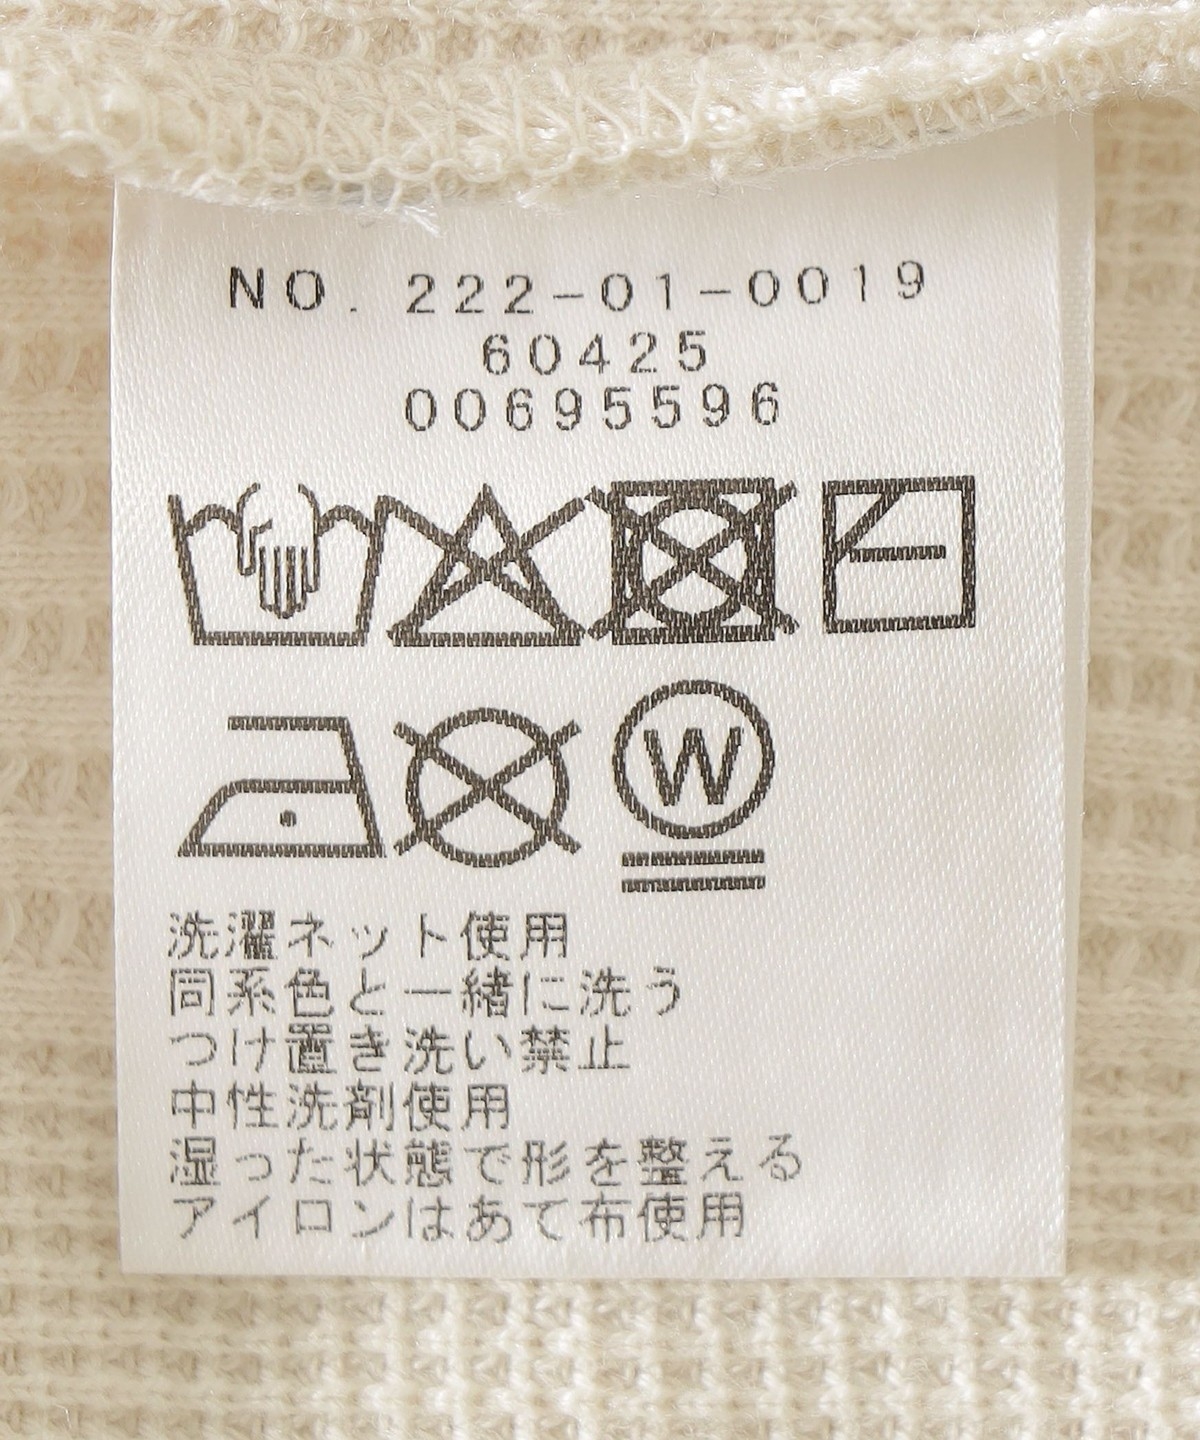 NO. 222-01-0019
60425
00695596
W
洗濯ネット使用
同系色と一緒に洗う
つけ置き洗い禁止
中性洗剤使用
湿った状態で形を整える
アイロンはあて布使用